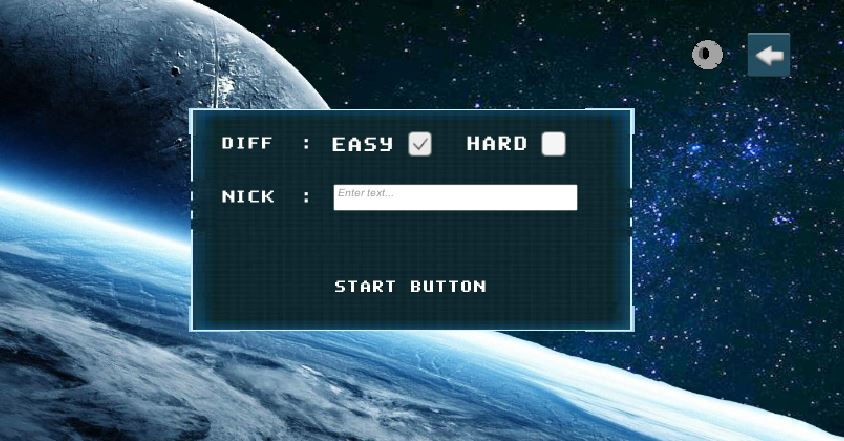 DIFF : EASY HARD
NICK : Enter text...
START BUTTON